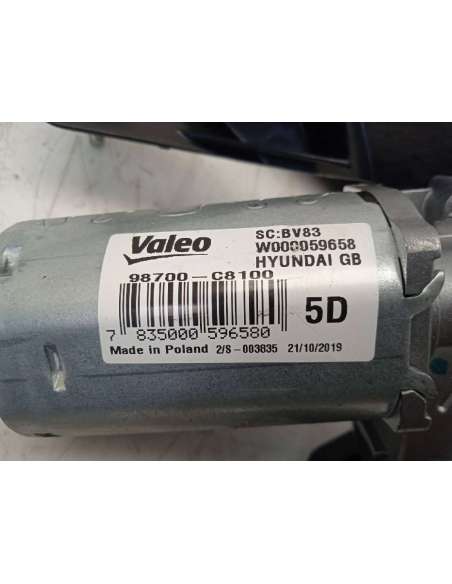 Valeo
SC:BV83
W000059658
HYUNDAI GB
98700-C8100
5D
7 835000 596580
Made in Poland 2/S-003835 21/10/2019